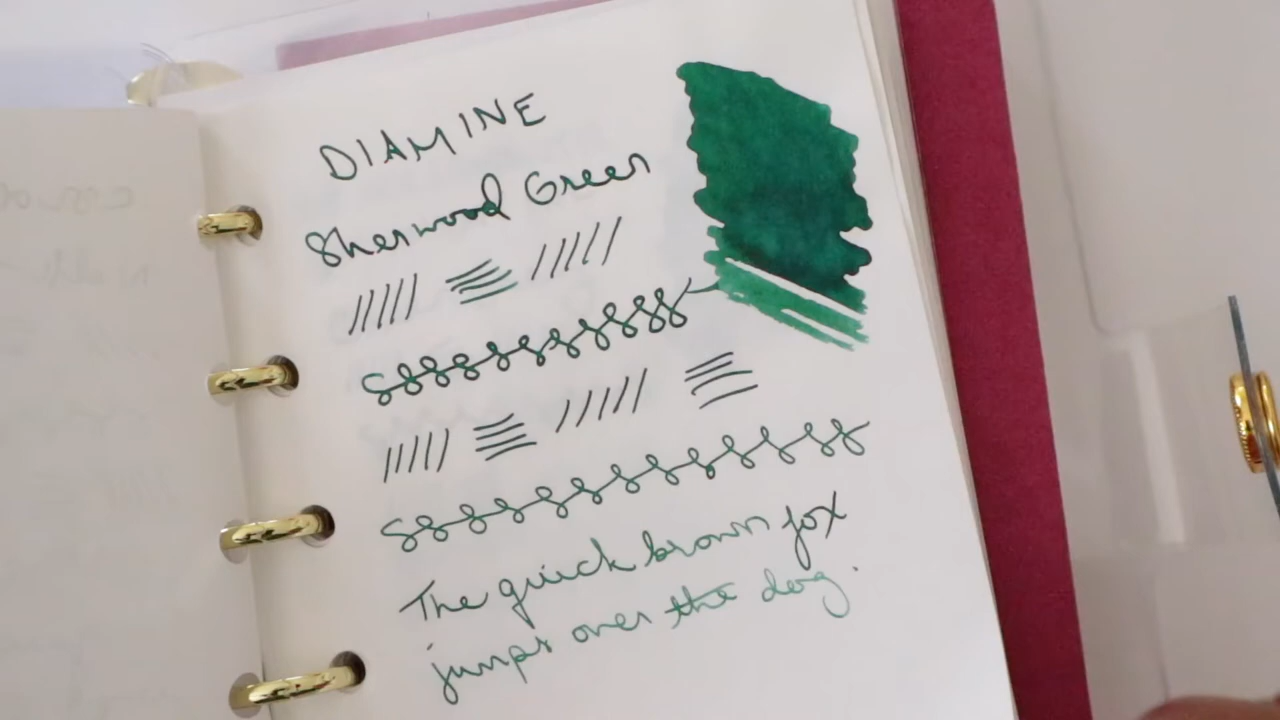 DIAMINE
Sherwood Green
The quick brown fox
jumps over the dog.